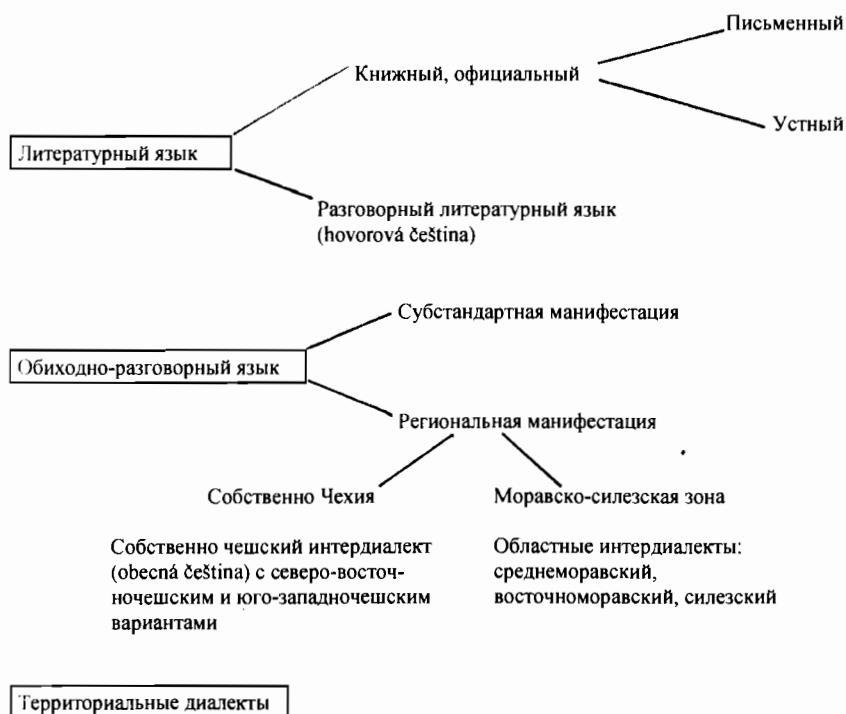 Письменный
Книжный, официальный
Устный
Литературный язык
Разговорный литературный язык
(hovorová čeština)
Субстандартная манифестация
Обиходно-разговорный язык
Региональная манифестация
Собственно Чехия
Моравско-силезская зона
Собственно чешский интердиалект
(obecná čeština) с северо-восточ-
ночешским и юго-западночешским
вариантами
Областные интердиалекты:
среднеморавский,
восточноморавский, силезский
Территориальные диалекты